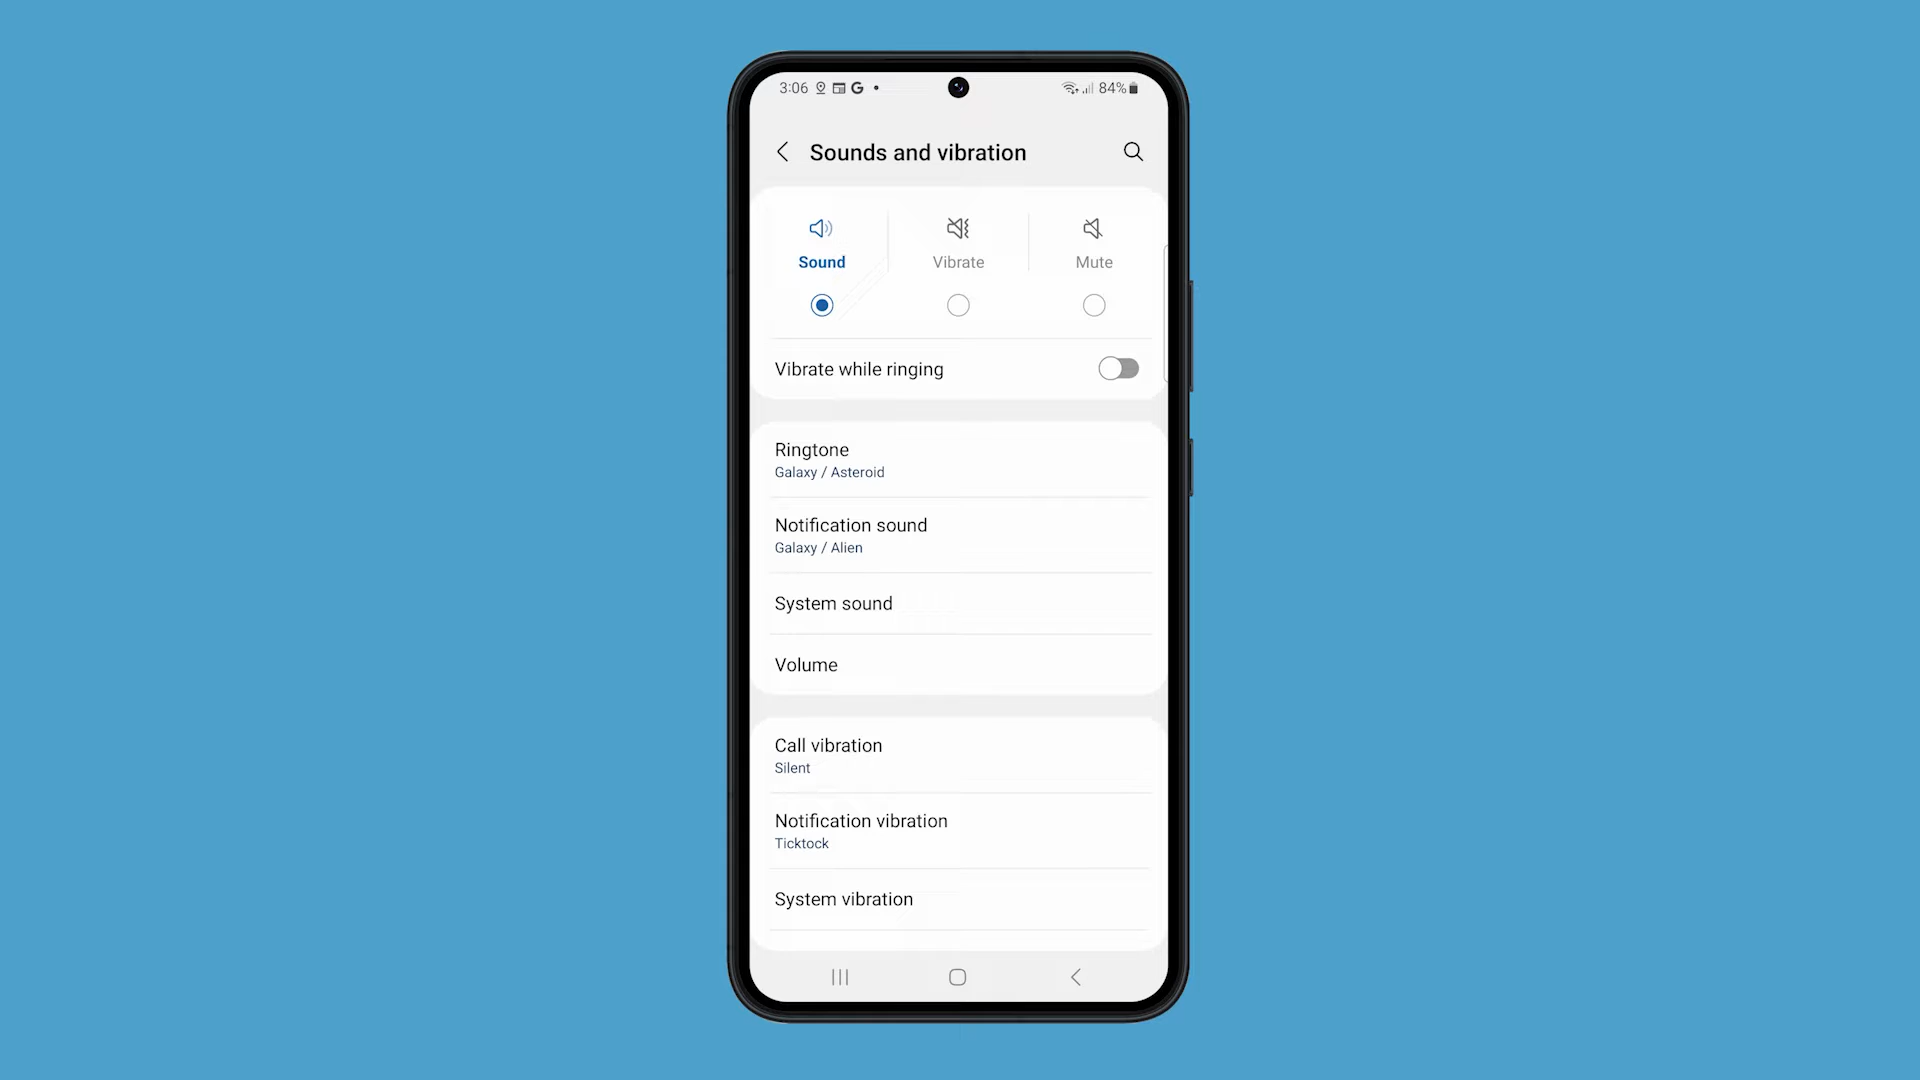 3:06 G 84%
Sounds and vibration
Sound Vibrate Mute
Vibrate while ringing
Ringtone
Galaxy / Asteroid
Notification sound
Galaxy / Alien
System sound
Volume
Call vibration
Silent
Notification vibration
Ticktock
System vibration